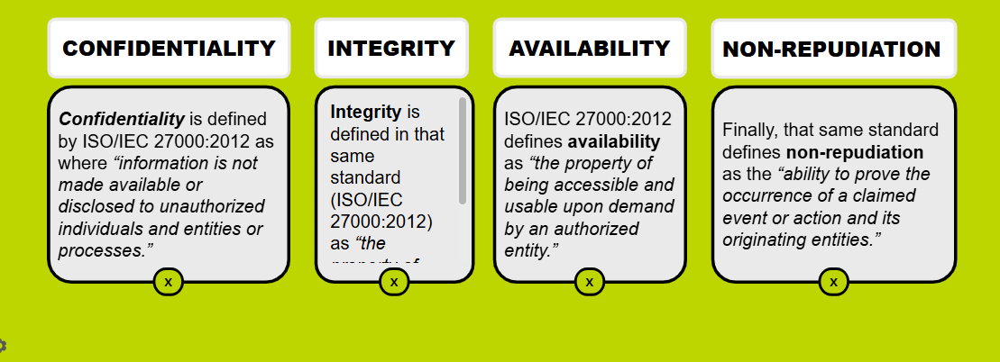 CONFIDENTIALITY
Confidentiality is defined
by ISO/IEC 27000:2012 as
where “information is not
made available or
disclosed to unauthorized
individuals and entities or
processes.”
x
INTEGRITY
Integrity is
defined in that
same
standard
(ISO/IEC
27000:2012)
as “the
property of
x
AVAILABILITY
ISO/IEC 27000:2012
defines availability
as “the property of
being accessible and
usable upon demand
by an authorized
entity.”
x
NON-REPUDIATION
Finally, that same standard
defines non-repudiation
as the “ability to prove the
occurrence of a claimed
event or action and its
originating entities.”
x